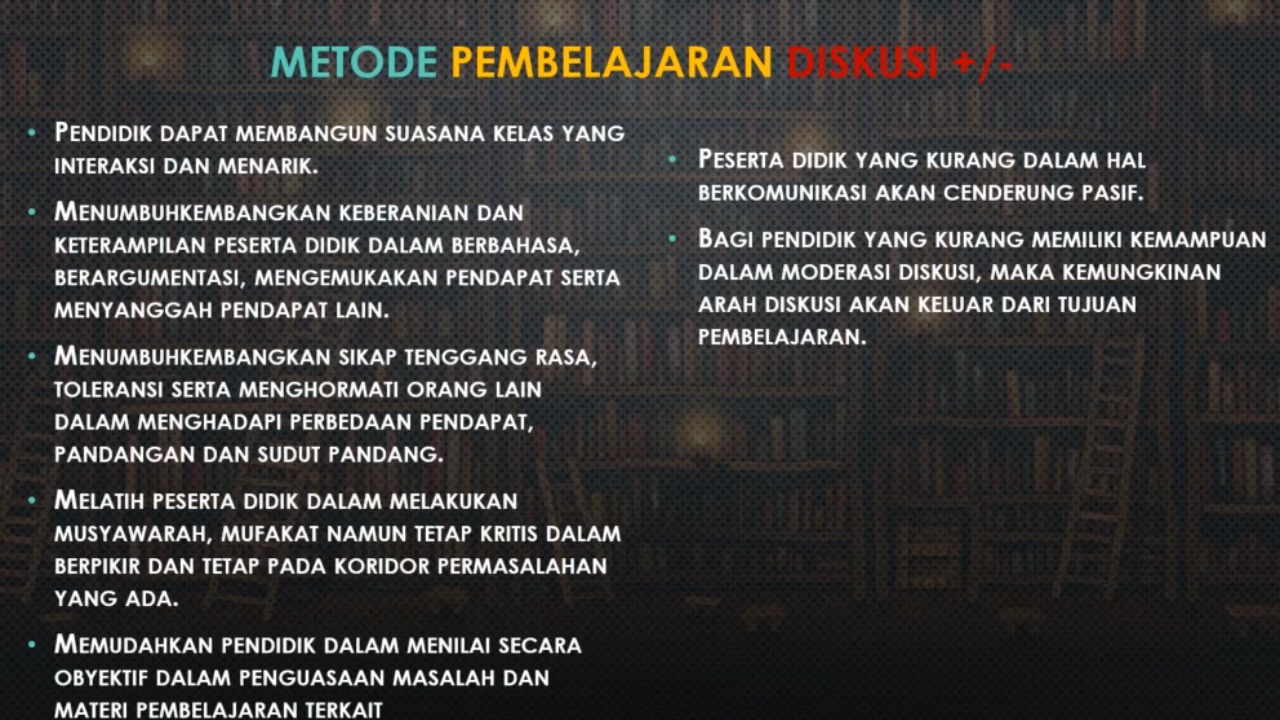 METODE PEMBELAJARAN DISKUSI +/-
PENDIDIK DAPAT MEMBANGUN SUASANA KELAS YANG
INTERAKSI DAN MENARIK.
MENUMBUHKEMBANGKAN KEBERANIAN DAN
KETERAMPILAN PESERTA DIDIK DALAM BERBAHASA,
BERARGUMENTASI, MENGEMUKAKAN PENDAPAT SERTA
MENYANGGAH PENDAPAT LAIN.
MENUMBUHKEMBANGKAN SIKAP TENGGANG RASA,
TOLERANSI SERTA MENGHORMATI ORANG LAIN
DALAM MENGHADAPI PERBEDAAN PENDAPAT,
PANDANGAN DAN SUDUT PANDANG.
MELATIH PESERTA DIDIK DALAM MELAKUKAN
MUSYAWARAH, MUFAKAT NAMUN TETAP KRITIS DALAM
BERPIKIR DAN TETAP PADA KORIDOR PERMASALAHAN
YANG ADA.
MEMUDAHKAN PENDIDIK DALAM MENILAI SECARA
OBYEKTIF DALAM PENGUASAAN MASALAH DAN
MATERI PEMBELAJARAN TERKAIT
PESERTA DIDIK YANG KURANG DALAM HAL
BERKOMUNIKASI AKAN CENDERUNG PASIF.
BAGI PENDIDIK YANG KURANG MEMILIKI KEMAMPUAN
DALAM MODERASI DISKUSI, MAKA KEMUNGKINAN
ARAH DISKUSI AKAN KELUAR DARI TUJUAN
PEMBELAJARAN.